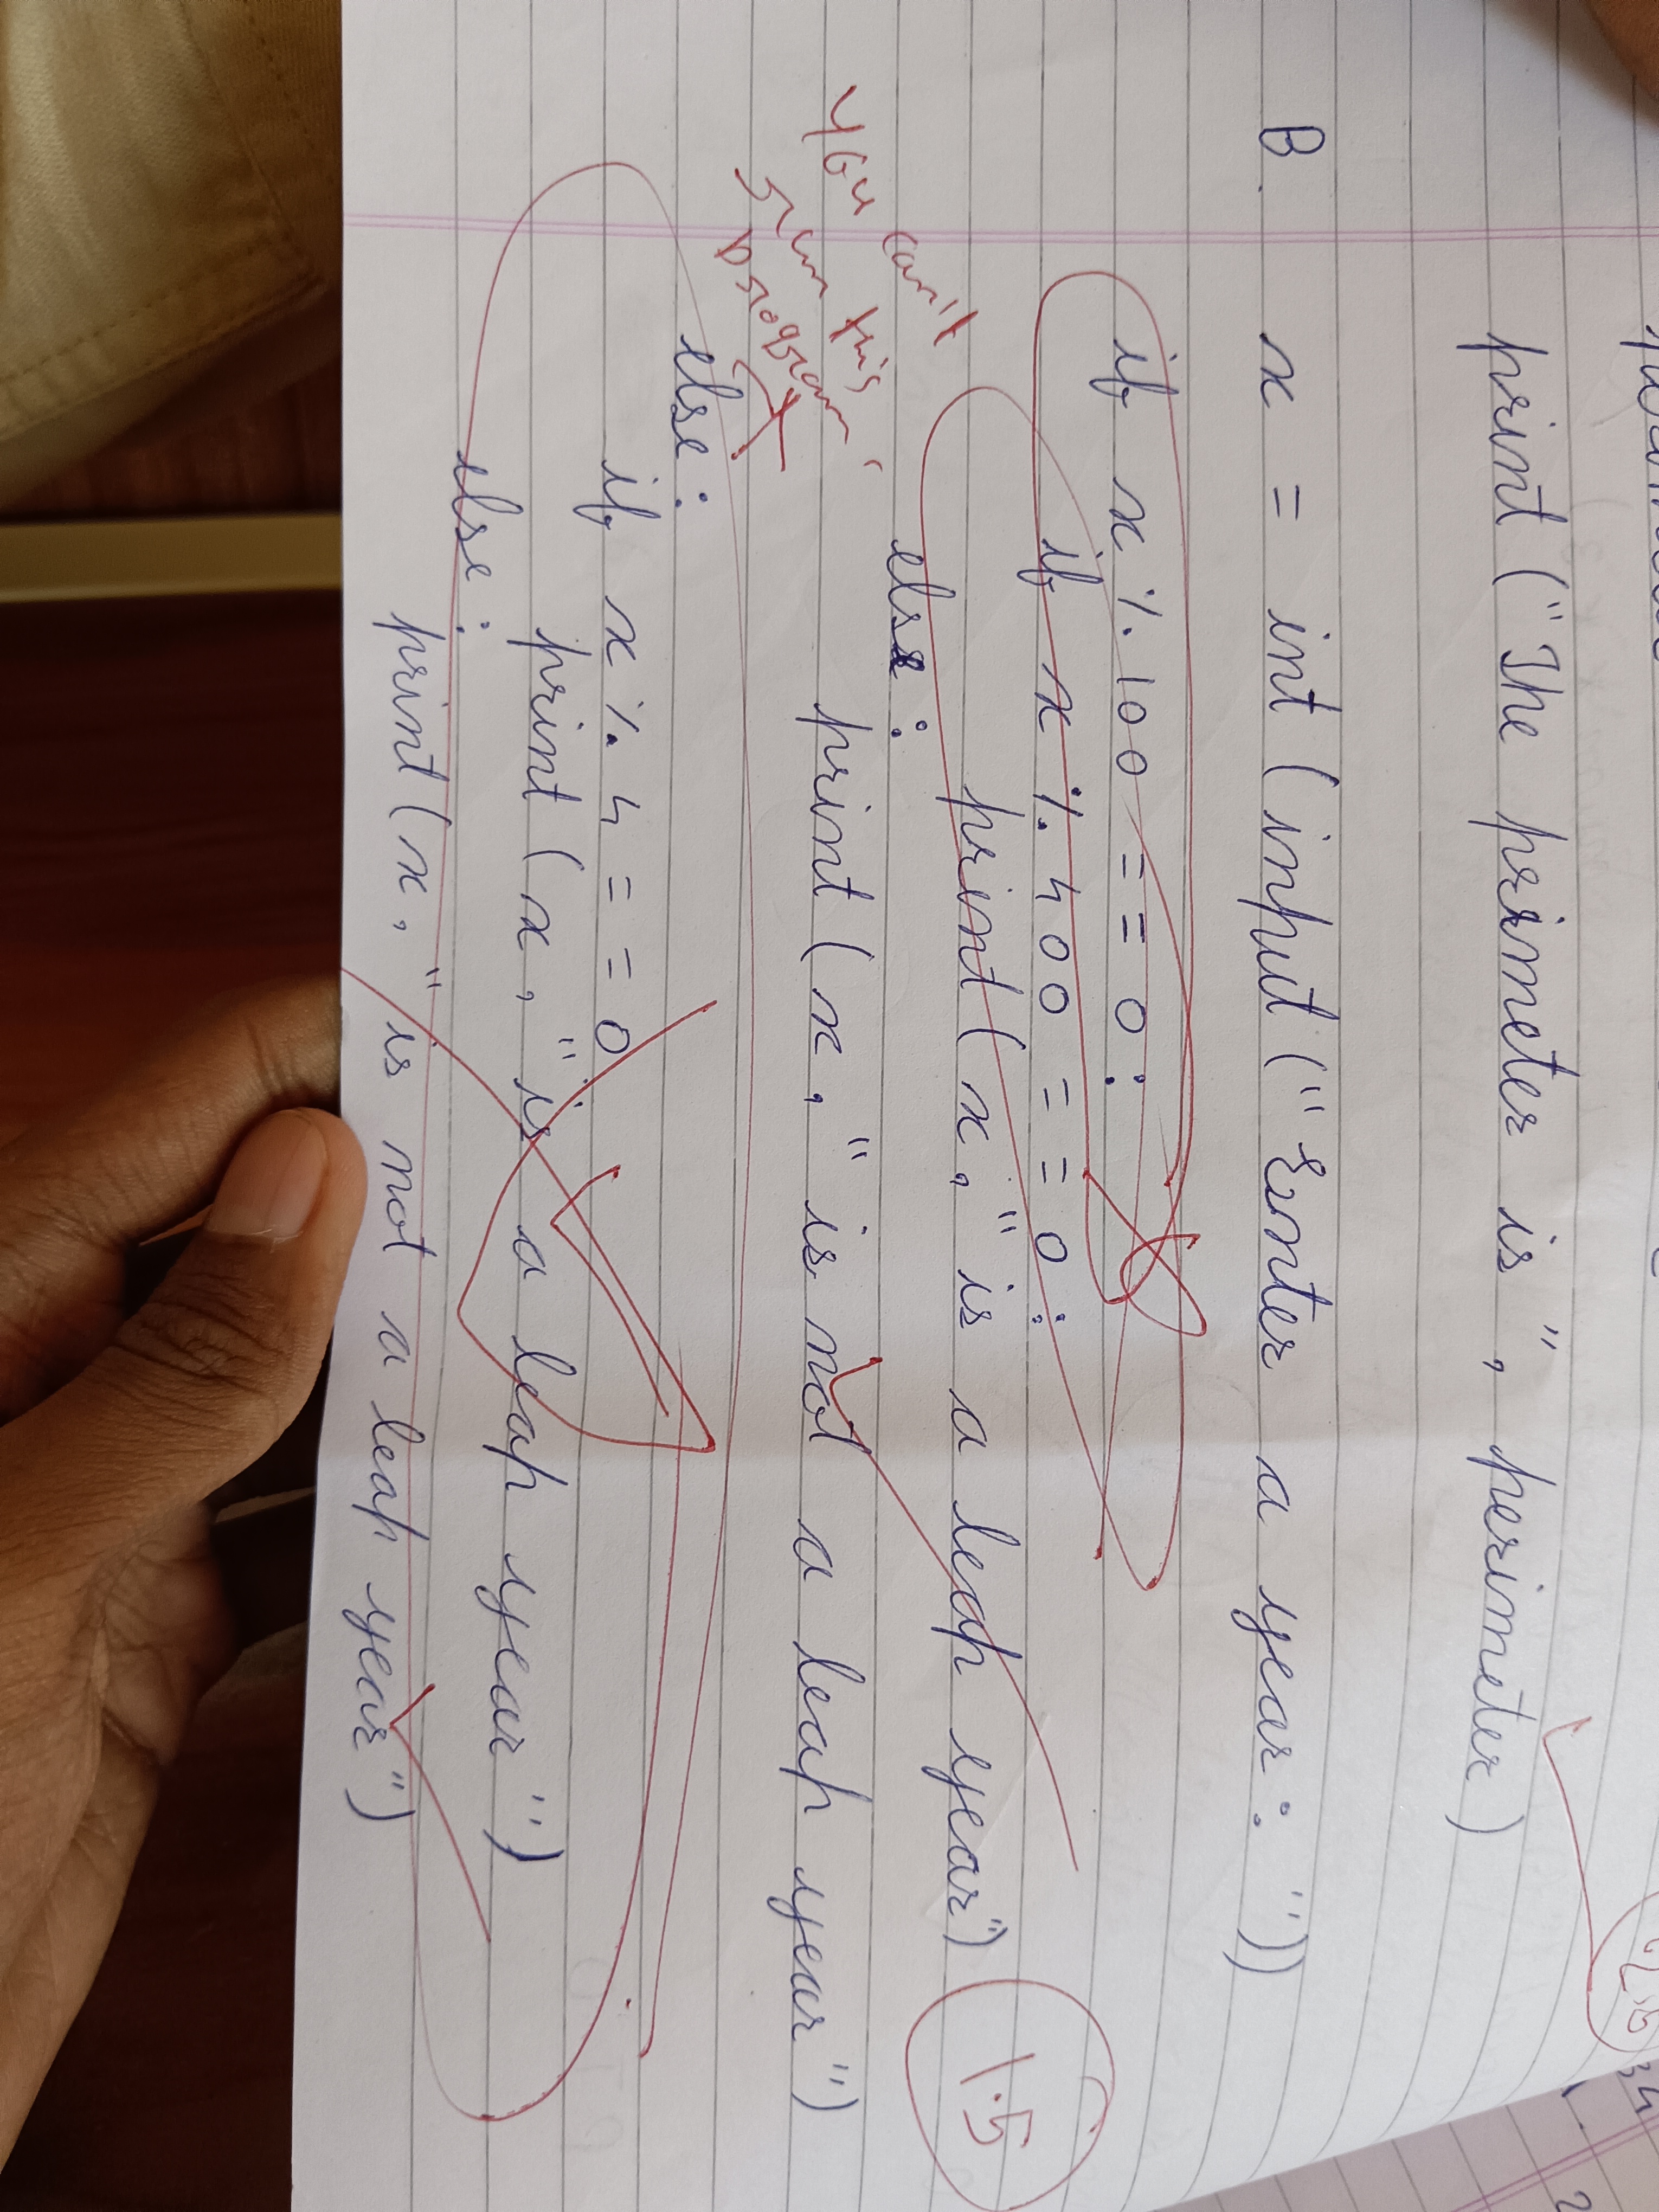 print ("The primeter is", perimeter)
2.5
B. x = int (input ("Enter a year: "))
if x % 100 == 0:
if x % 400 == 0:
print (x, "is a leap year")
1.5
else:
print (x, "is not a leap year")
You can't
run this
program
else:
if x % 4 == 0
print (x, "is a leap year")
else:
print (x, "is not a leap year")